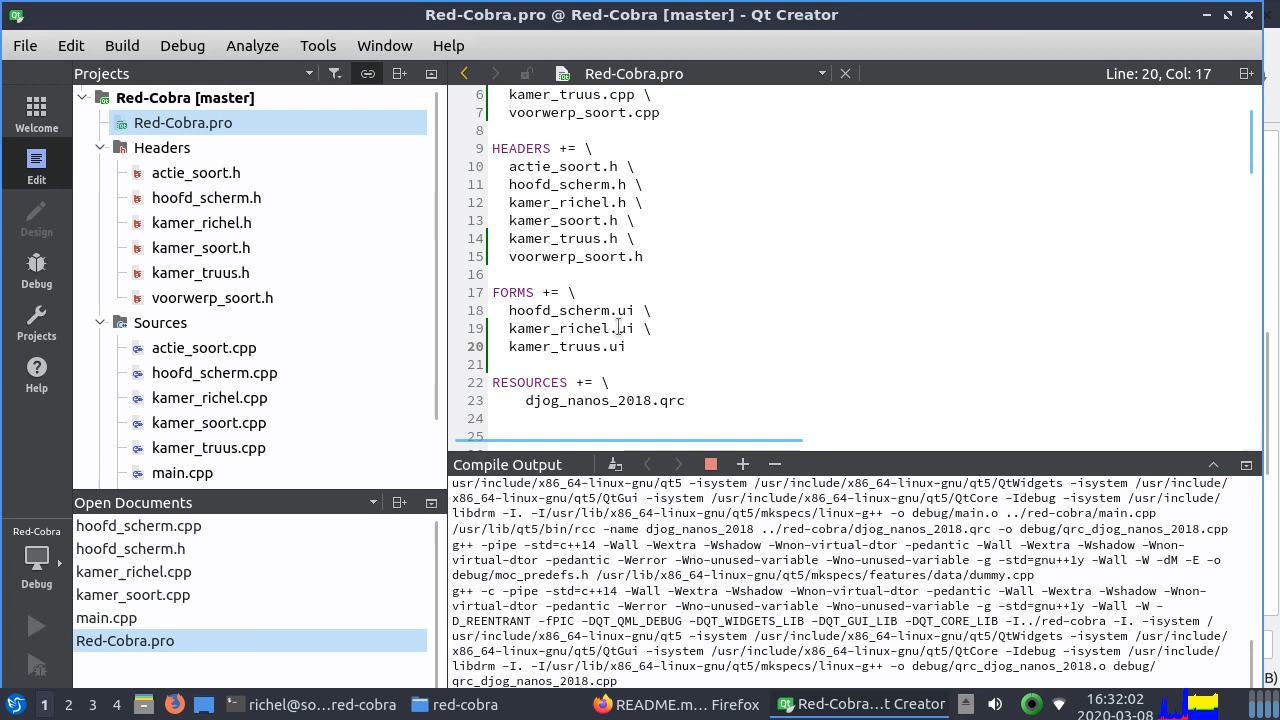 Red-Cobra.pro @ Red-Cobra [master] - Qt Creator
File Edit Build Debug Analyze Tools Window Help
Projects
Red-Cobra.pro
Line: 20, Col: 17
Welcome
Edit
Design
Debug
Projects
Help
Red-Cobra
Debug
Red-Cobra [master]
Red-Cobra.pro
Headers
actie_soort.h
hoofd_scherm.h
kamer_richel.h
kamer_soort.h
kamer_truus.h
voorwerp_soort.h
Sources
actie_soort.cpp
hoofd_scherm.cpp
kamer_richel.cpp
kamer_soort.cpp
kamer_truus.cpp
main.cpp
Open Documents
hoofd_scherm.cpp
hoofd_scherm.h
kamer_richel.cpp
kamer_soort.cpp
main.cpp
Red-Cobra.pro
6 kamer_truus.cpp \
7 voorwerp_soort.cpp
8
9 HEADERS += \
10 actie_soort.h \
11 hoofd_scherm.h \
12 kamer_richel.h \
13 kamer_soort.h \
14 kamer_truus.h \
15 voorwerp_soort.h
16
17 FORMS += \
18 hoofd_scherm.ui \
19 kamer_richel.ui \
20 kamer_truus.ui
21
22 RESOURCES += \
23 djog_nanos_2018.qrc
24
25
Compile Output
usr/include/x86_64-linux-gnu/qt5 -isystem /usr/include/x86_64-linux-gnu/qt5/QtWidgets -isystem /usr/include/
x86_64-linux-gnu/qt5/QtGui -isystem /usr/include/x86_64-linux-gnu/qt5/QtCore -Idebug -isystem /usr/include/
libdrm -I. -I/usr/lib/x86_64-linux-gnu/qt5/mkspecs/linux-g++ -o debug/main.o ../red-cobra/main.cpp
/usr/lib/qt5/bin/rcc -name djog_nanos_2018 ../red-cobra/djog_nanos_2018.qrc -o debug/qrc_djog_nanos_2018.cpp
g++ -pipe -std=c++14 -Wall -Wextra -Wshadow -Wnon-virtual-dtor -pedantic -Wall -Wextra -Wshadow -Wnon-
virtual-dtor -pedantic -Werror -Wno-unused-variable -Wno-unused-variable -g -std=gnu++1y -Wall -W -dM -E -o
debug/moc_predefs.h /usr/lib/x86_64-linux-gnu/qt5/mkspecs/features/data/dummy.cpp
g++ -c -pipe -std=c++14 -Wall -Wextra -Wshadow -Wnon-virtual-dtor -pedantic -Wall -Wextra -Wshadow -Wnon-
virtual-dtor -pedantic -Werror -Wno-unused-variable -Wno-unused-variable -g -std=gnu++1y -Wall -W -
D_REENTRANT -fPIC -DQT_QML_DEBUG -DQT_WIDGETS_LIB -DQT_GUI_LIB -DQT_CORE_LIB -I../red-cobra -I. -isystem /
usr/include/x86_64-linux-gnu/qt5 -isystem /usr/include/x86_64-linux-gnu/qt5/QtWidgets -isystem /usr/include/
x86_64-linux-gnu/qt5/QtGui -isystem /usr/include/x86_64-linux-gnu/qt5/QtCore -Idebug -isystem /usr/include/
libdrm -I. -I/usr/lib/x86_64-linux-gnu/qt5/mkspecs/linux-g++ -o debug/qrc_djog_nanos_2018.o debug/
qrc_djog_nanos_2018.cpp
B)
1 2 3 4 richel@so...red-cobra red-cobra README.m... Firefox Red-Cobra...t Creator
16:32:02
2020-03-08